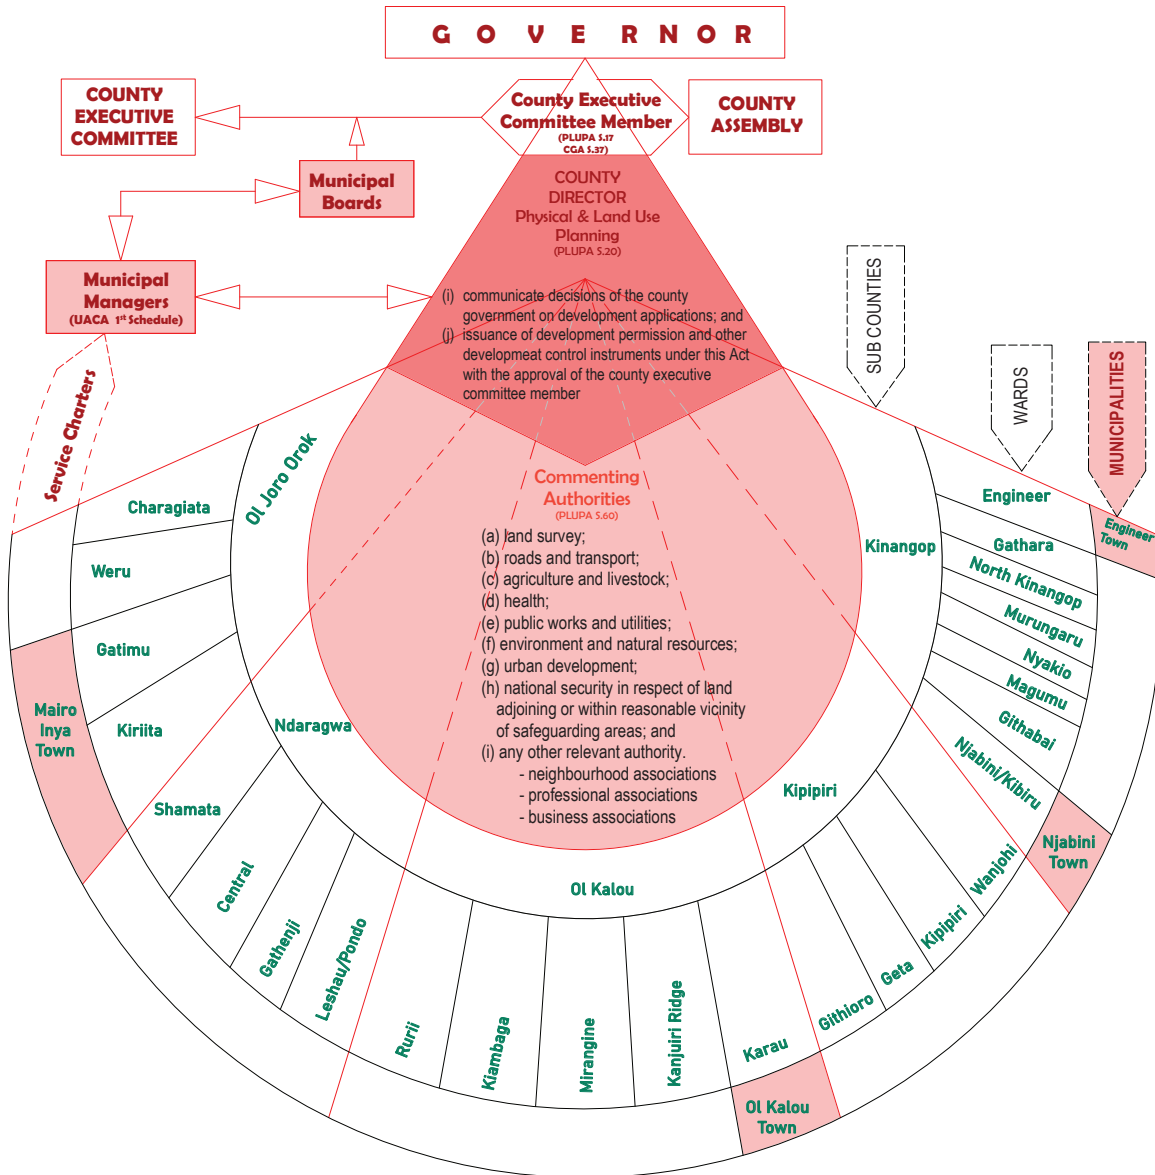 G O V E R N O R
COUNTY
EXECUTIVE
COMMITTEE
County Executive
Committee Member
(PLUPA S.17
CGA S.37)
COUNTY
ASSEMBLY
Municipal
Boards
COUNTY
DIRECTOR
Physical & Land Use
Planning
(PLUPA S.20)
Municipal
Managers
(UACA 1st Schedule)
(i) communicate decisions of the county
government on development applications; and
(j) issuance of development permission and other
developmeat control instruments under this Act
with the approval of the county executive
committee member
Service Charters
SUB COUNTIES
WARDS
MUNICIPALITIES
Commenting
Authorities
(PLUPA S.60)
(a) land survey;
(b) roads and transport;
(c) agriculture and livestock;
(d) health;
(e) public works and utilities;
(f) environment and natural resources;
(g) urban development;
(h) national security in respect of land
adjoining or within reasonable vicinity
of safeguarding areas; and
(i) any other relevant authority.
- neighbourhood associations
- professional associations
- business associations
Ol Joro Orok
Ndaragwa
Ol Kalou
Kipipiri
Kinangop
Charagiata
Weru
Gatimu
Kiriita
Shamata
Central
Gathenji
Leshau/Pondo
Rurii
Kiambaga
Mirangine
Kanjuiri Ridge
Karau
Githioro
Geta
Kipipiri
Wanjohi
Njabini/Kibiru
Githabai
Magumu
Nyakio
Murungaru
North Kinangop
Gathara
Engineer
Mairo
Inya
Town
Ol Kalou
Town
Njabini
Town
Engineer
Town